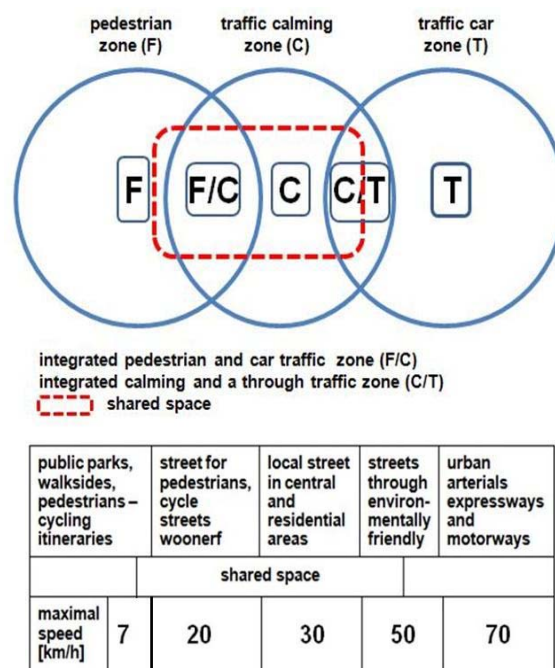 pedestrian
zone (F)
traffic calming
zone (C)
traffic car
zone (T)
F
F/C
C
C/T
T
integrated pedestrian and car traffic zone (F/C)
integrated calming and a through traffic zone (C/T)
shared space
public parks,
walksides,
pedestrians –
cycling
itineraries
street for
pedestrians,
cycle
streets
woonerf
local street
in central
and
residential
areas
streets
through
environ-
mentally
friendly
urban
arterials
expressways
and
motorways
shared space
maximal
speed
[km/h]
7
20
30
50
70